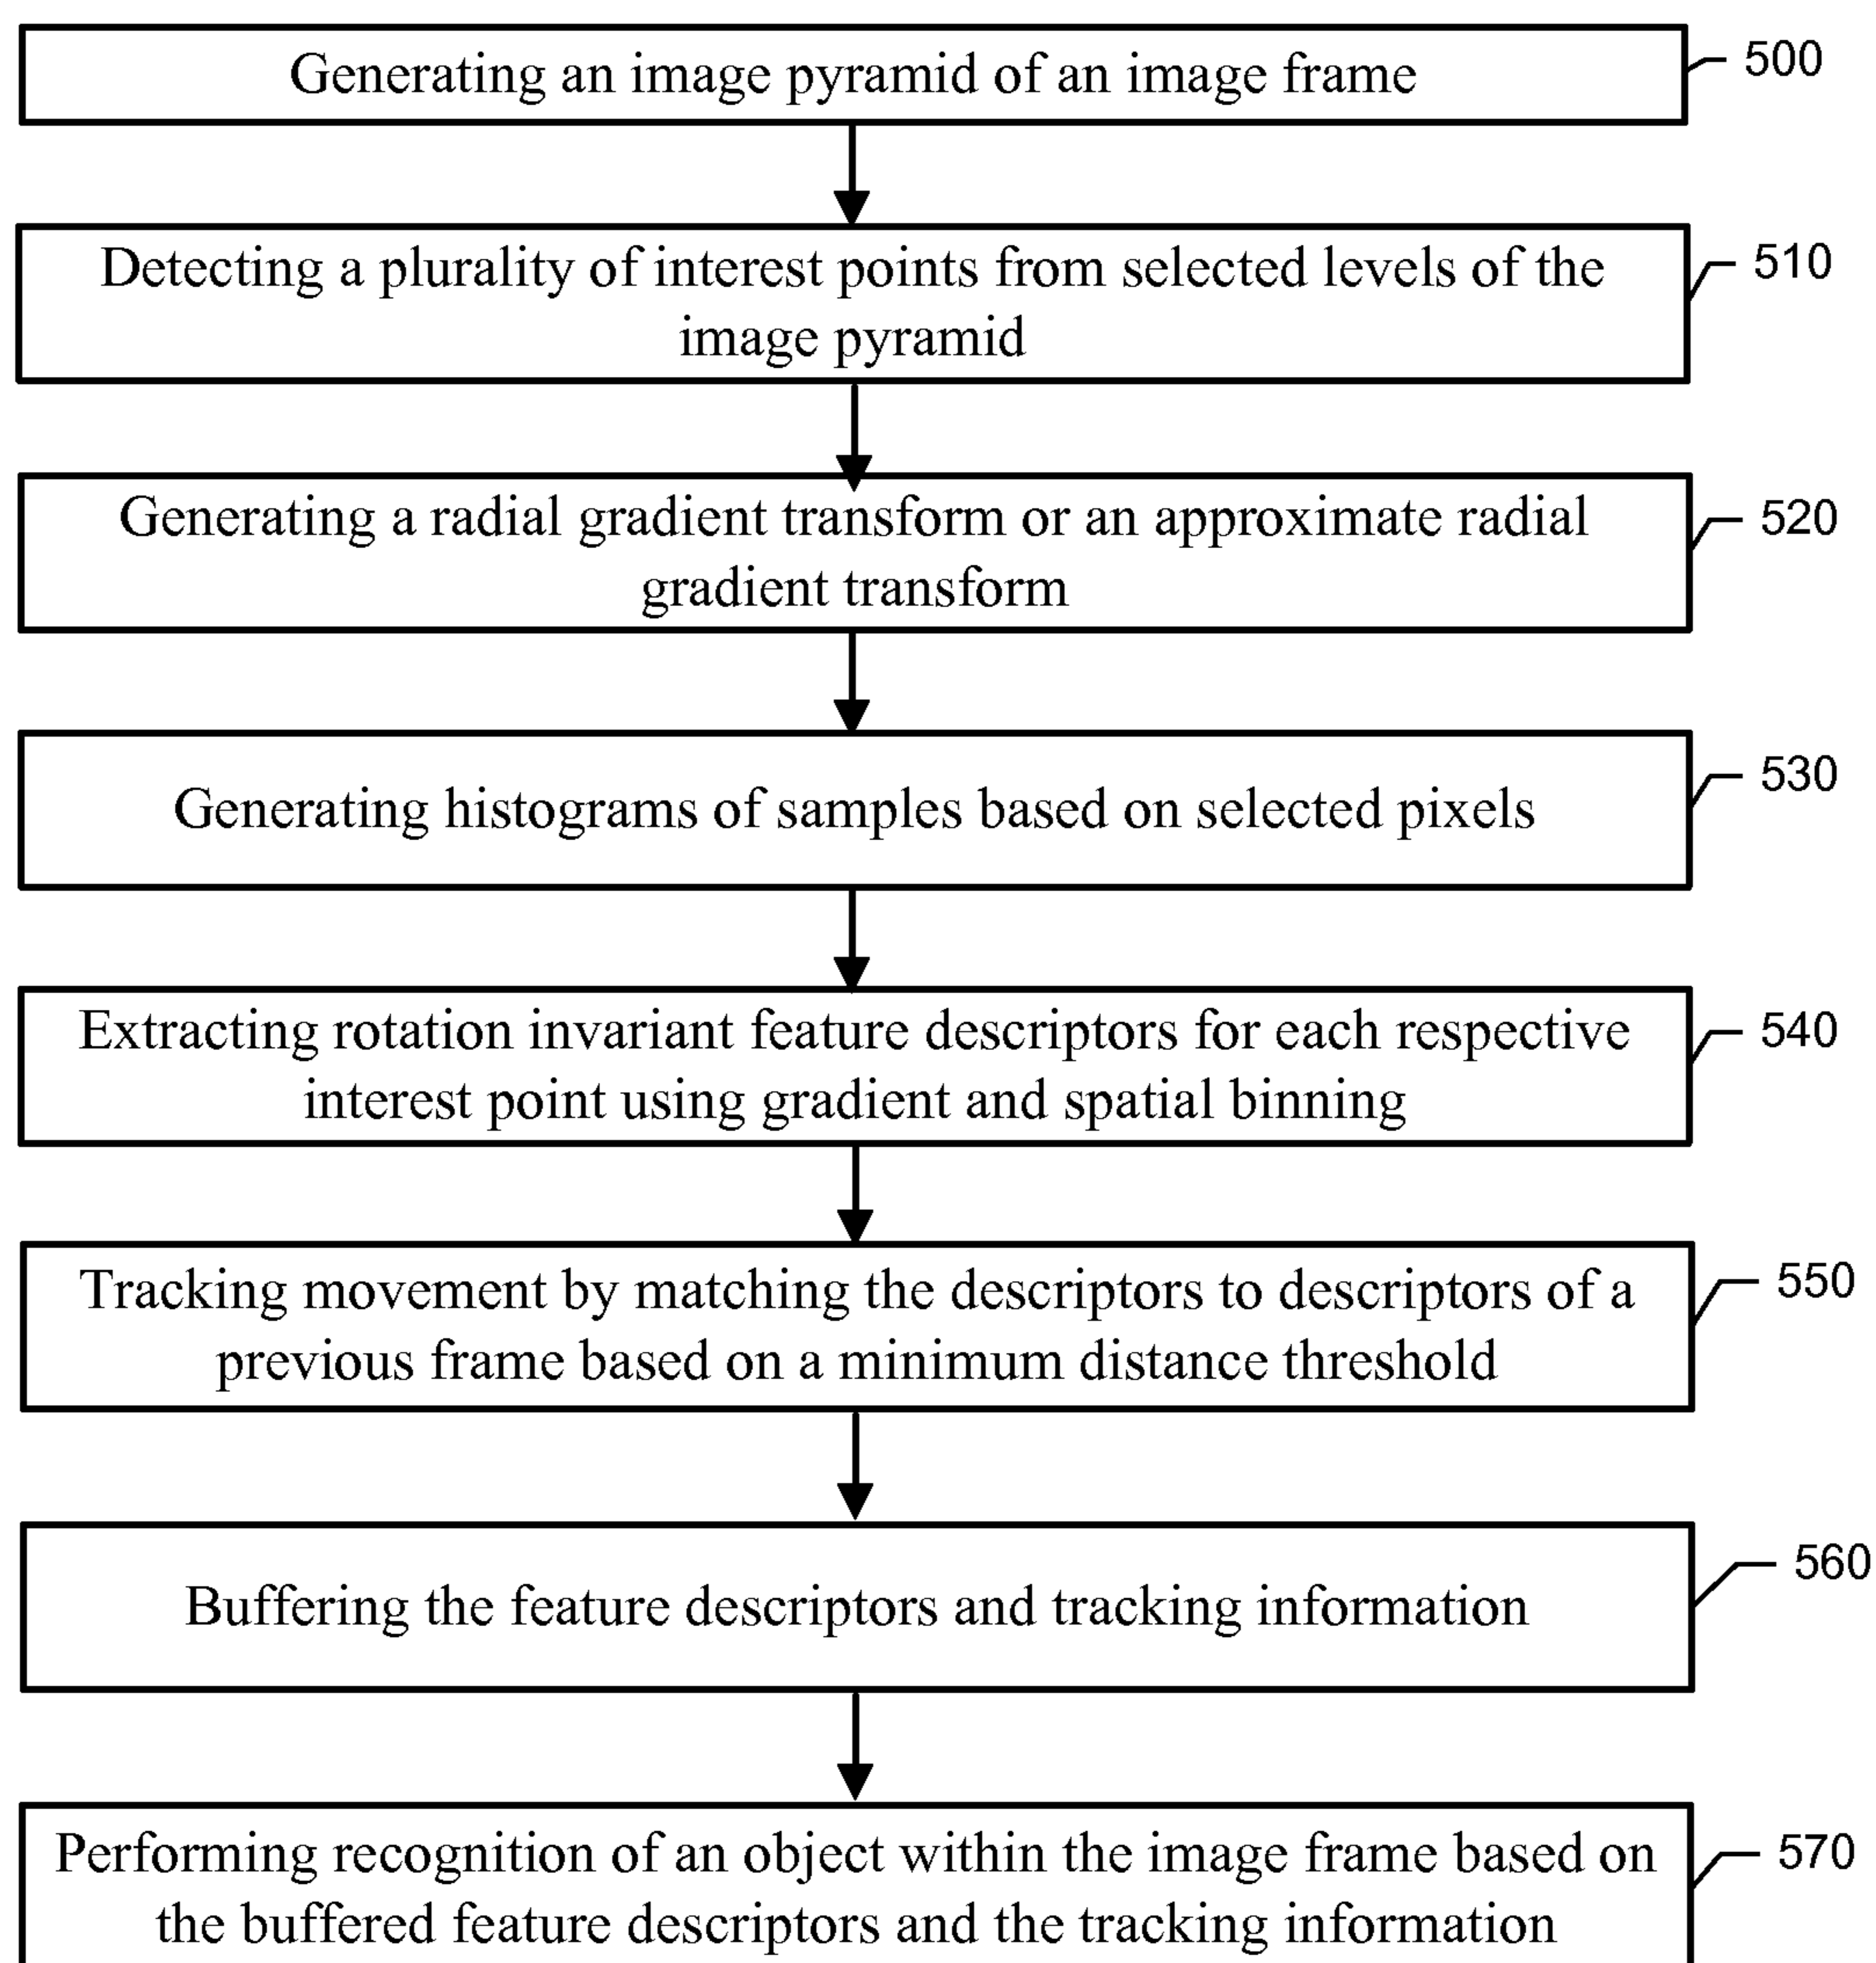 Generating an image pyramid of an image frame
500
Detecting a plurality of interest points from selected levels of the
image pyramid
510
Generating a radial gradient transform or an approximate radial
gradient transform
520
Generating histograms of samples based on selected pixels
530
Extracting rotation invariant feature descriptors for each respective
interest point using gradient and spatial binning
540
Tracking movement by matching the descriptors to descriptors of a
previous frame based on a minimum distance threshold
550
Buffering the feature descriptors and tracking information
560
Performing recognition of an object within the image frame based on
the buffered feature descriptors and the tracking information
570